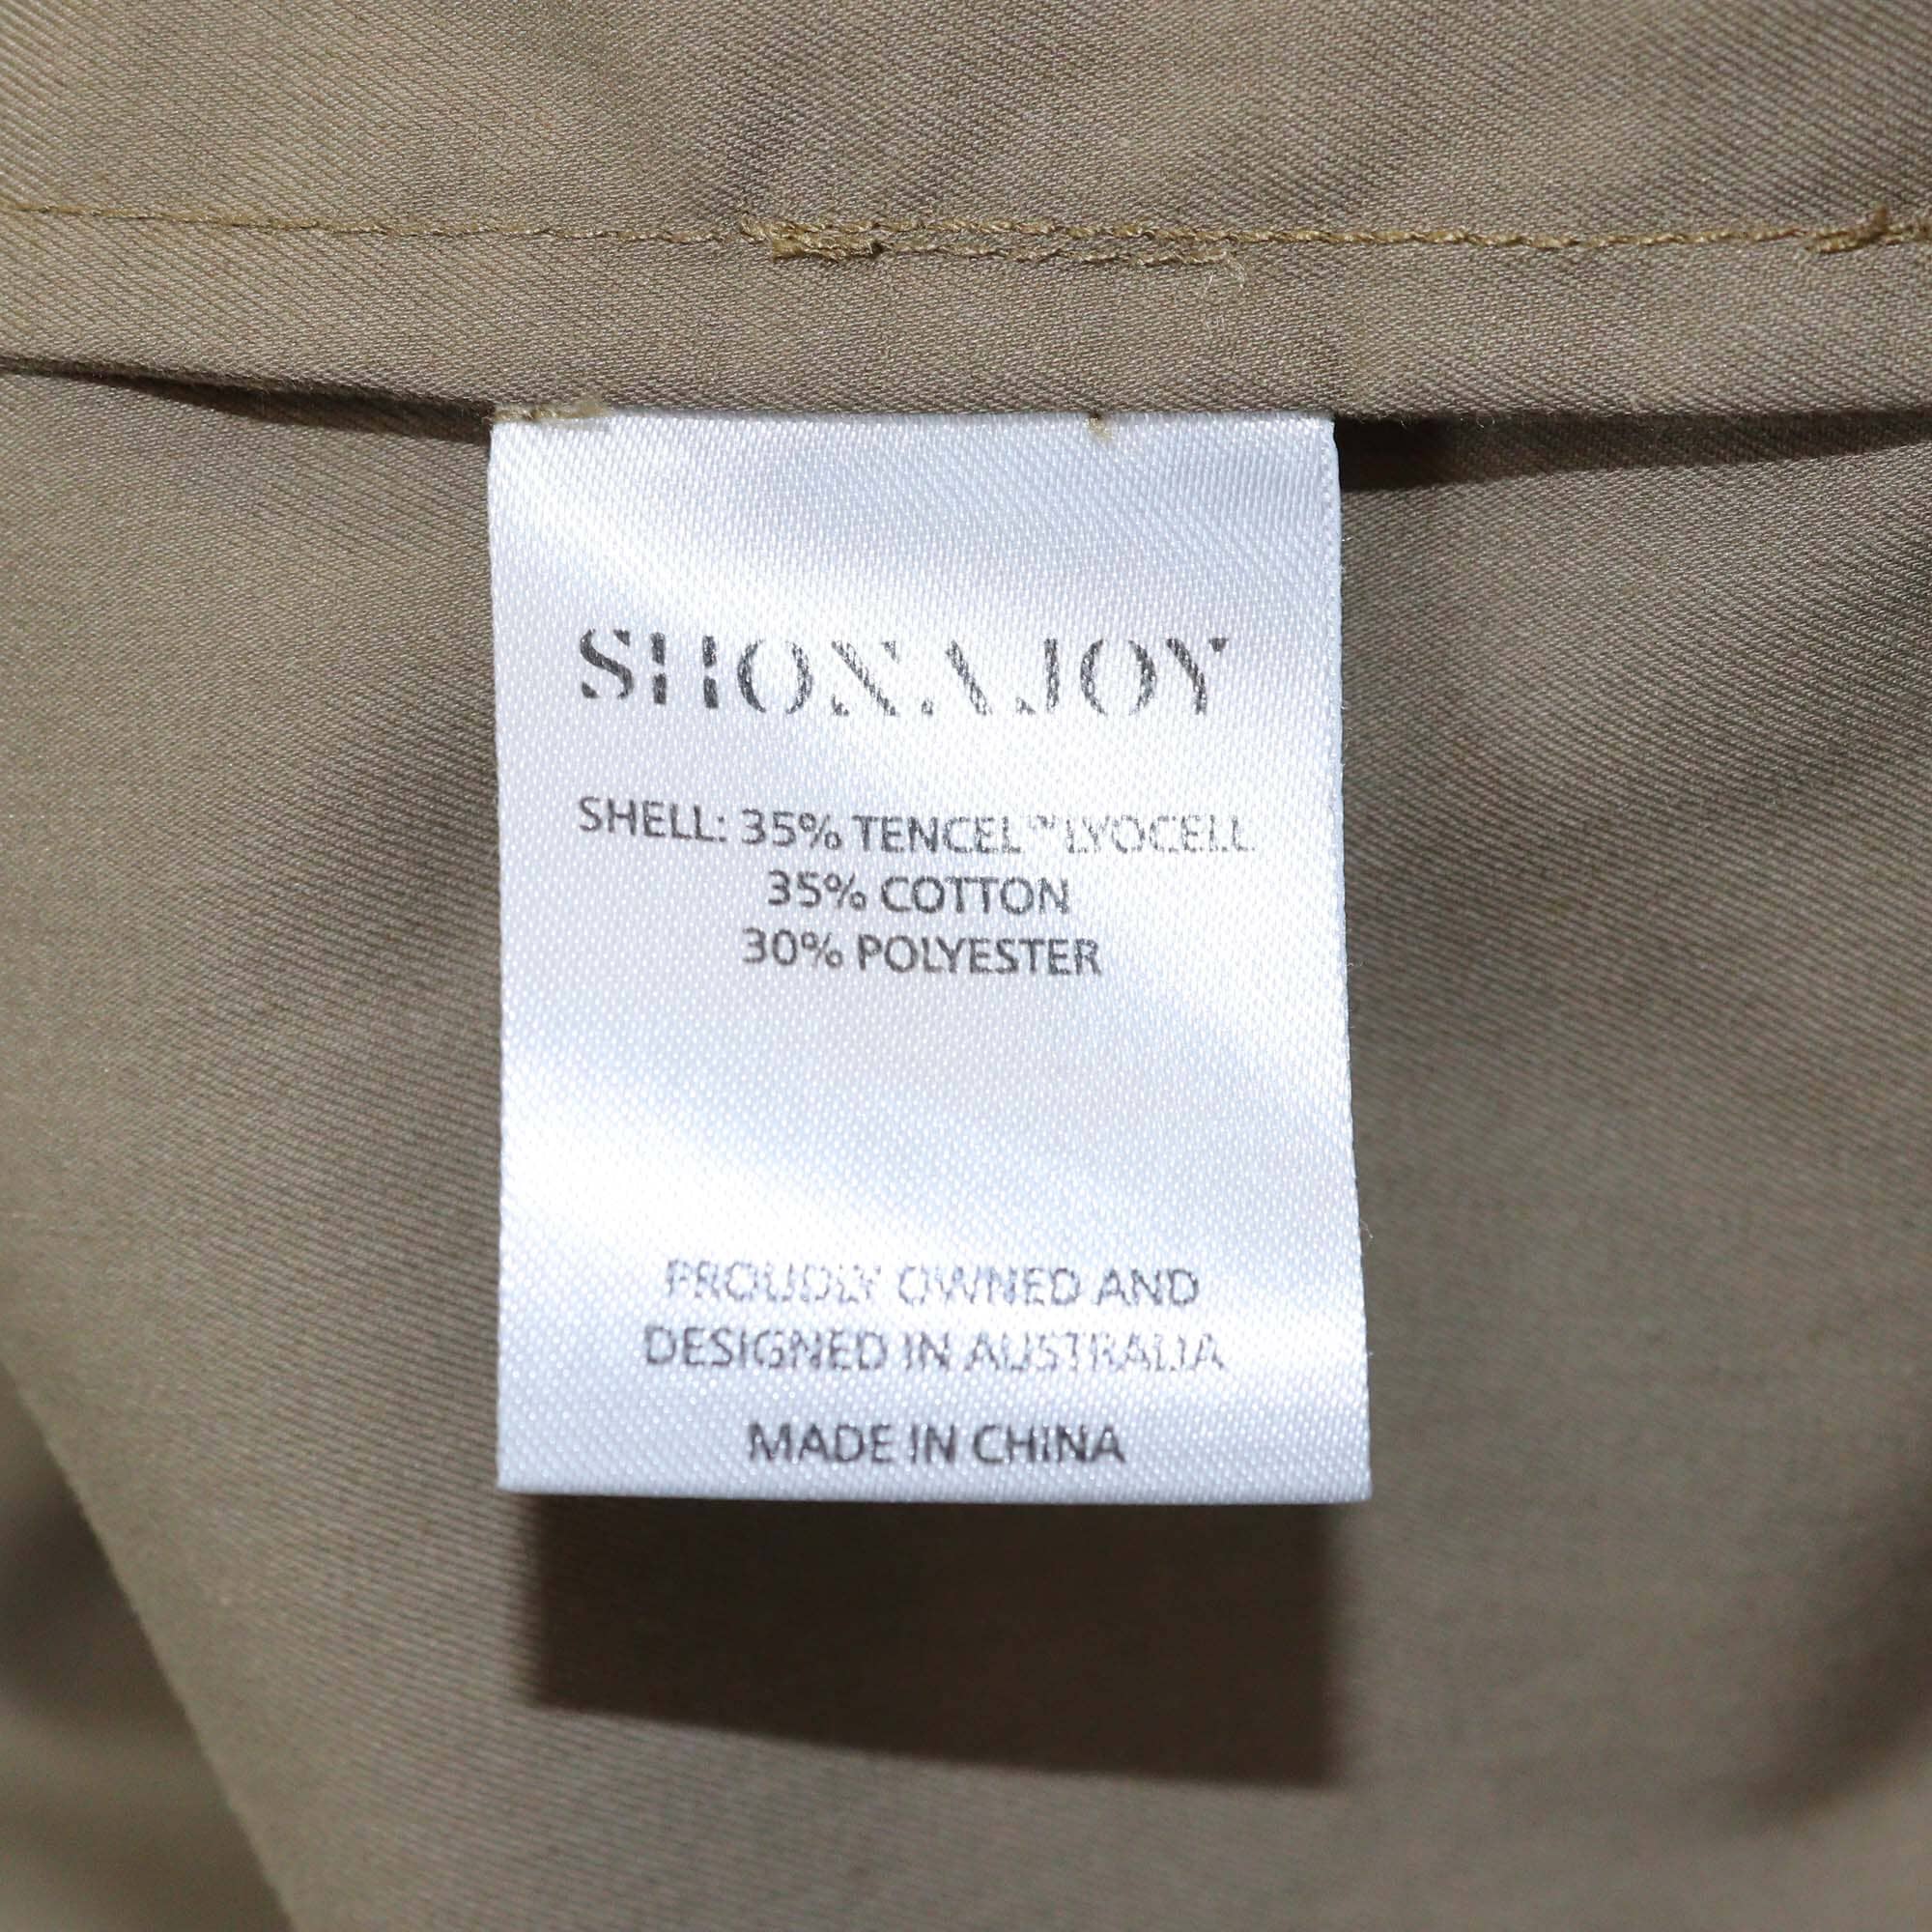 SHONAJOY
SHELL: 35% TENCEL™ LYOCELL
35% COTTON
30% POLYESTER
PROUDLY OWNED AND
DESIGNED IN AUSTRALIA
MADE IN CHINA